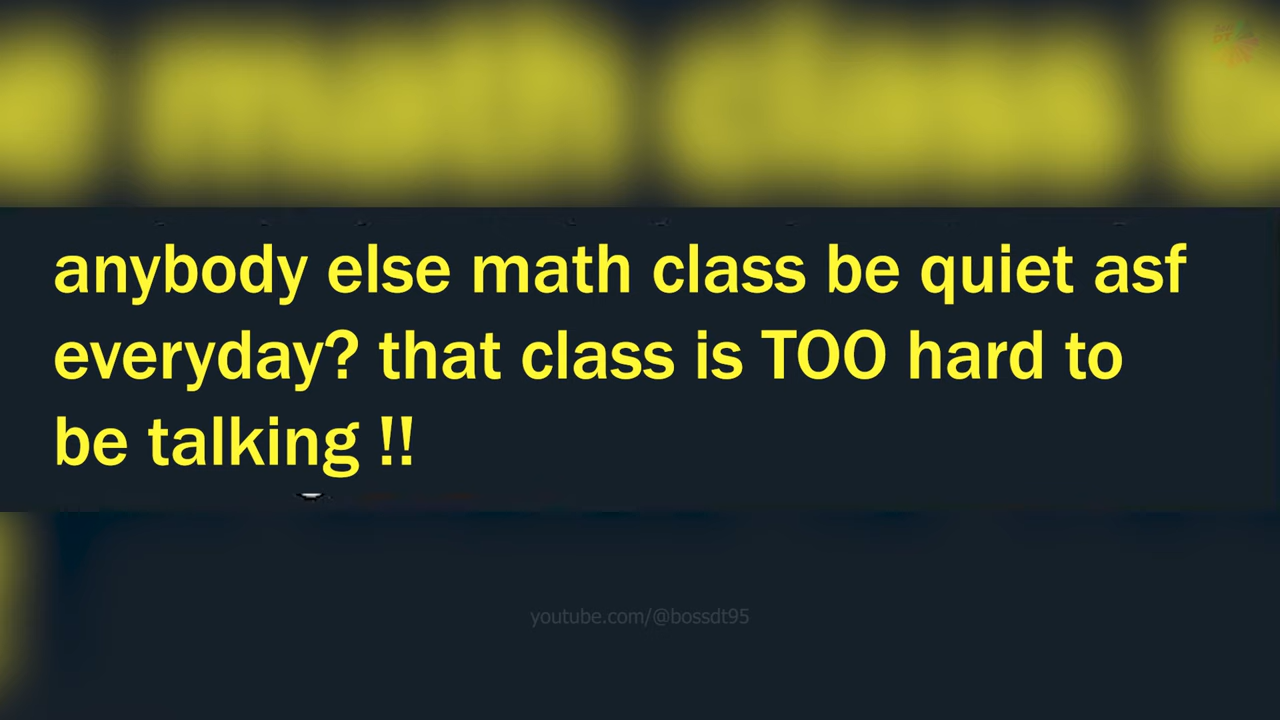 anybody else math class be quiet asf
everyday? that class is TOO hard to
be talking !!
youtube.com/@bossdt95